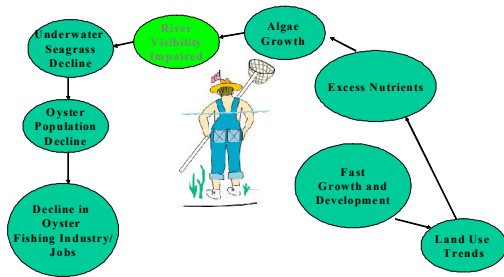 Underwater
Seagrass
Decline
River
Visibility
Impaired
Algae
Growth
Excess Nutrients
Oyster
Population
Decline
Fast
Growth and
Development
Decline in
Oyster
Fishing Industry/
Jobs
Land Use
Trends